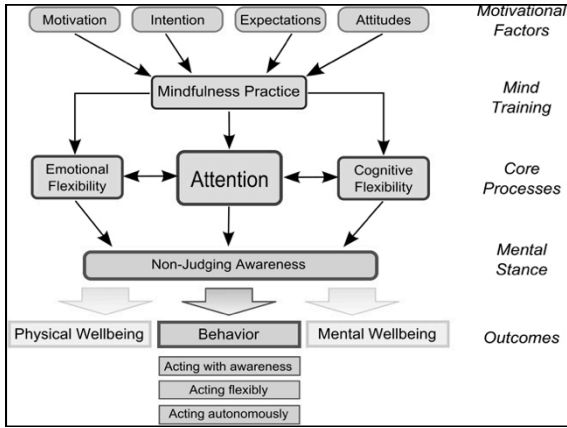 Motivation Intention Expectations Attitudes Motivational
Factors
Mindfulness Practice Mind
Training
Emotional
Flexibility
Attention
Cognitive
Flexibility
Core
Processes
Non-Judging Awareness
Mental
Stance
Physical Wellbeing Behavior Mental Wellbeing Outcomes
Acting with awareness
Acting flexibly
Acting autonomously